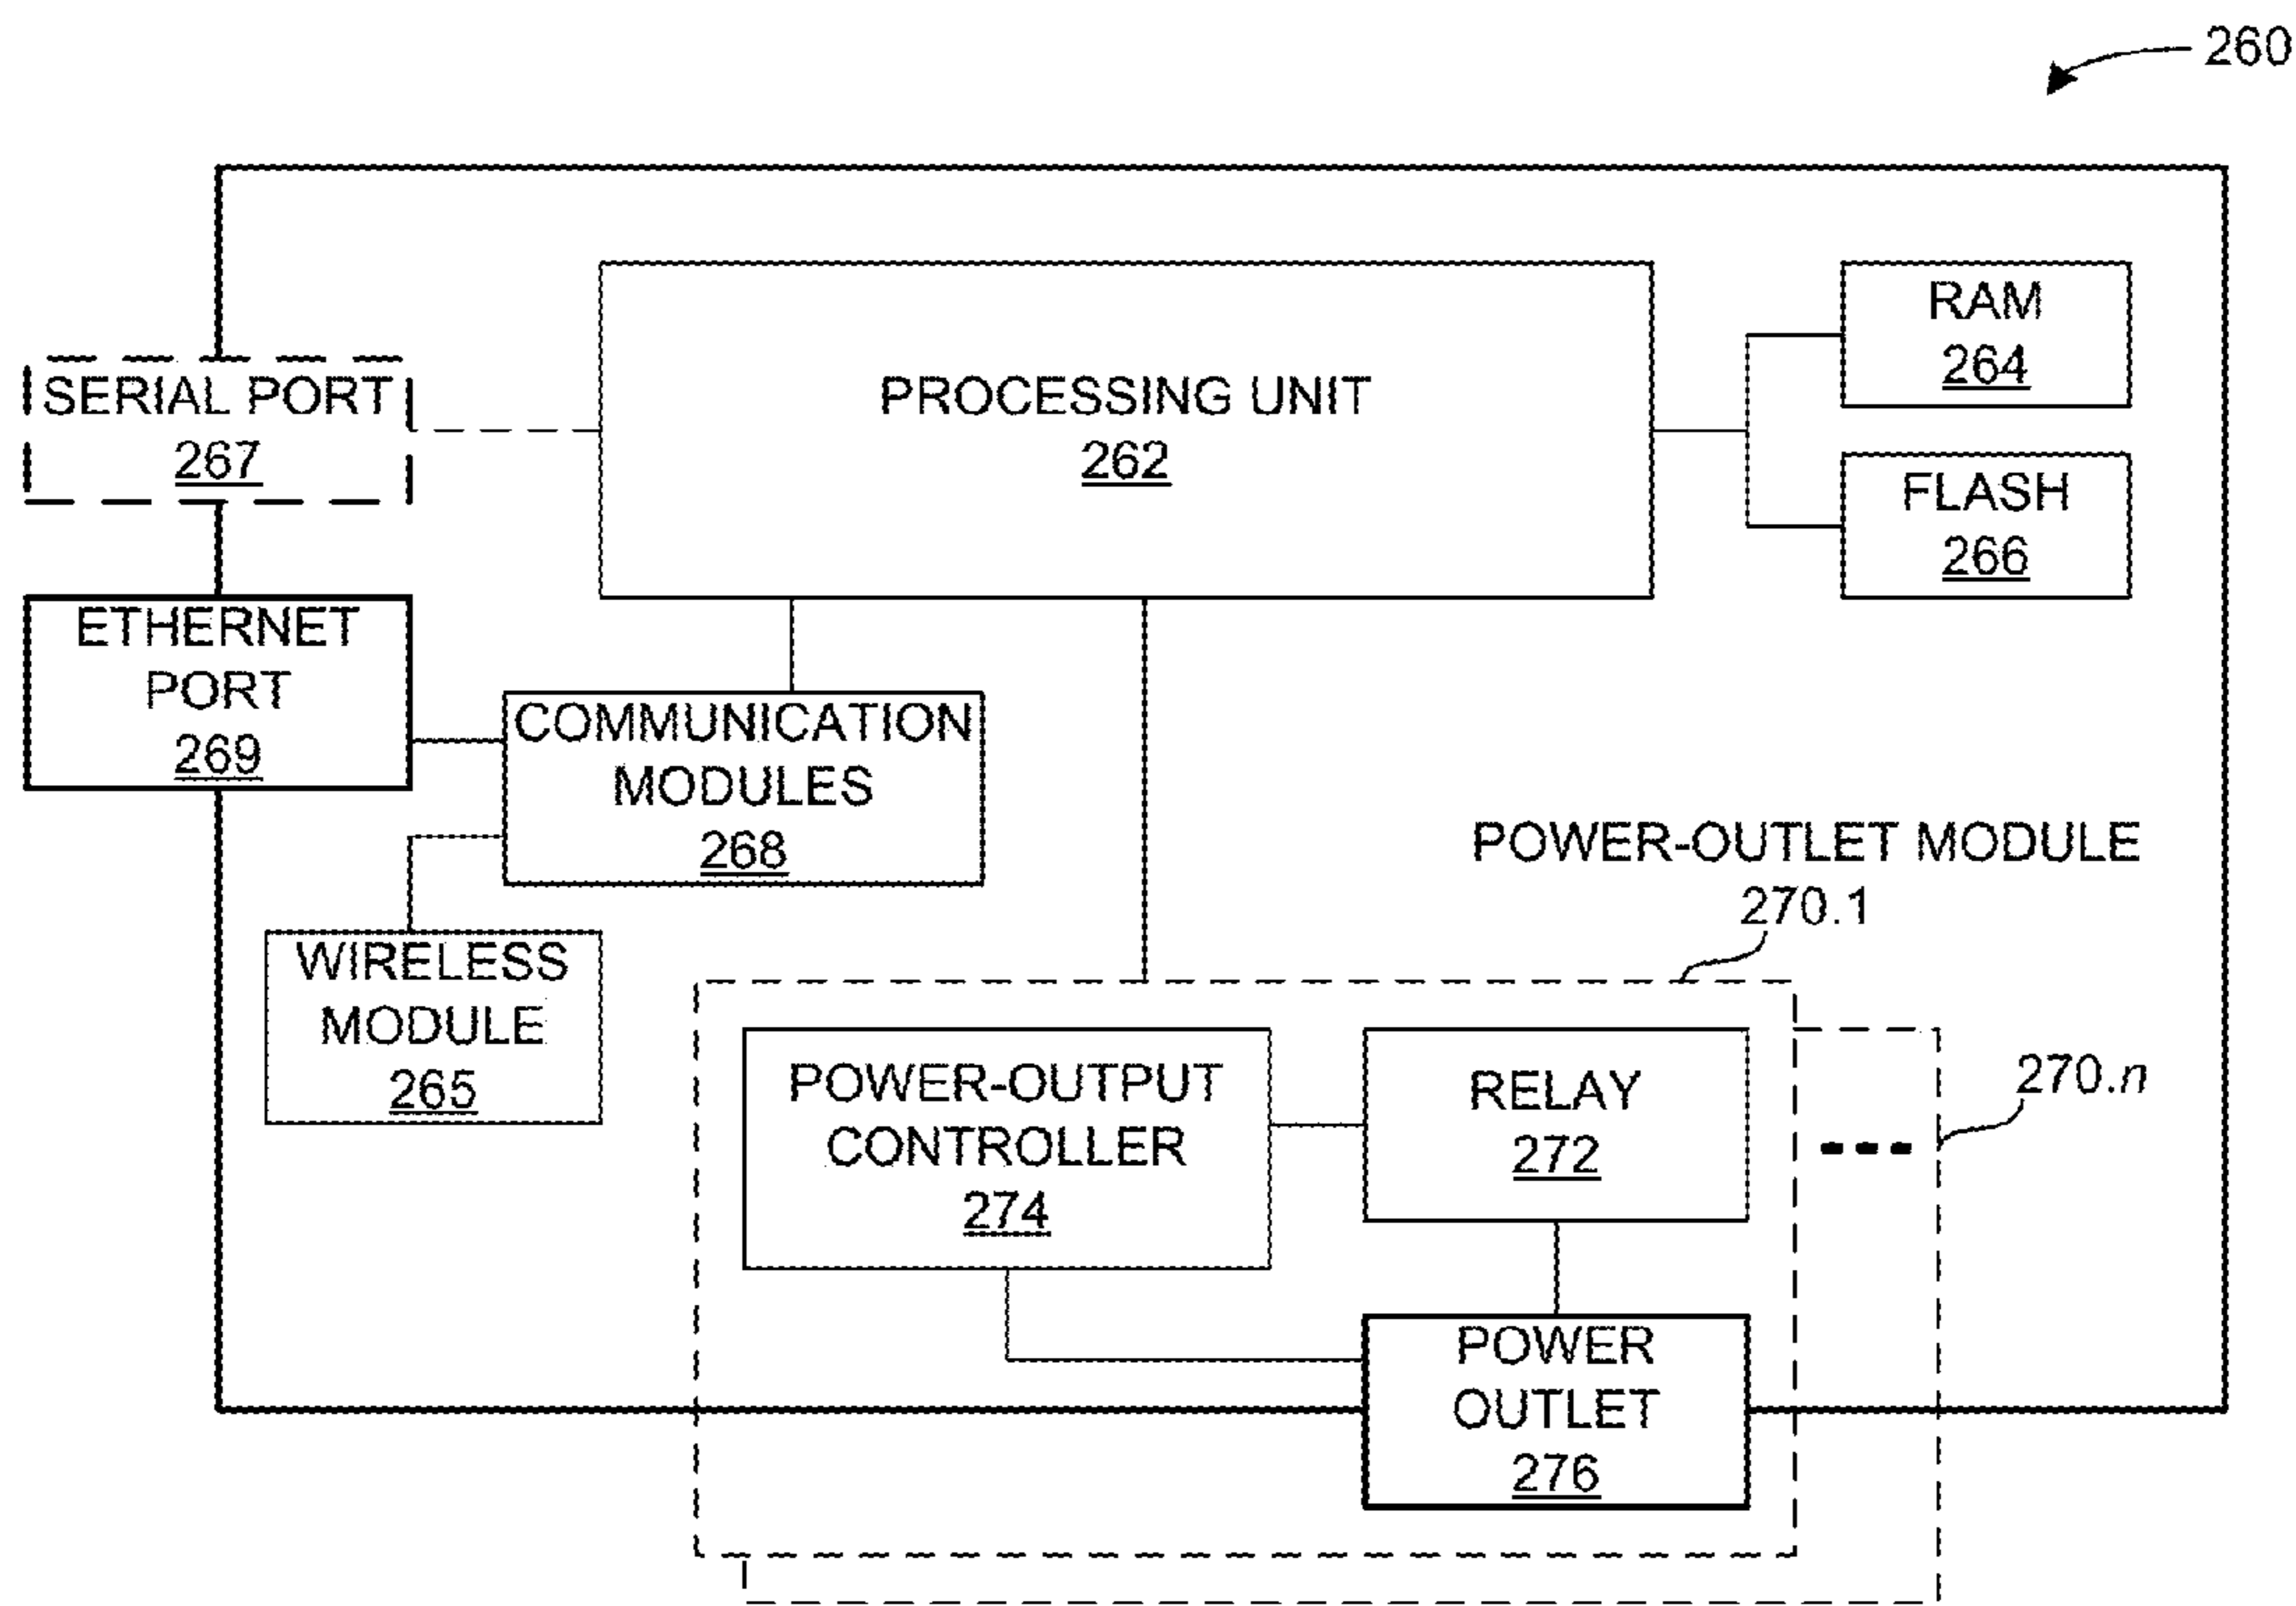 260
PROCESSING UNIT
262
RAM
264
FLASH
266
SERIAL PORT
267
ETHERNET
PORT
269
COMMUNICATION
MODULES
268
WIRELESS
MODULE
265
POWER-OUTLET MODULE
270.1
270.n
POWER-OUTPUT
CONTROLLER
274
RELAY
272
POWER
OUTLET
276